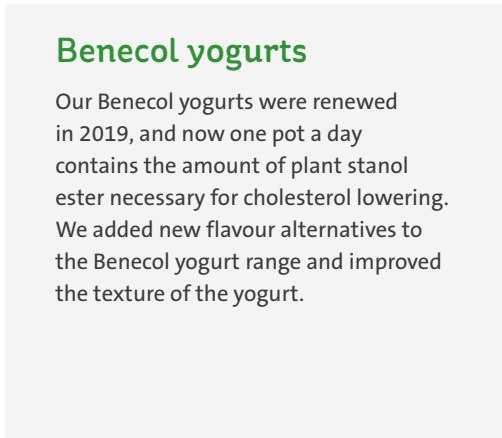 Benecol yogurts
Our Benecol yogurts were renewed
in 2019, and now one pot a day
contains the amount of plant stanol
ester necessary for cholesterol lowering.
We added new flavour alternatives to
the Benecol yogurt range and improved
the texture of the yogurt.